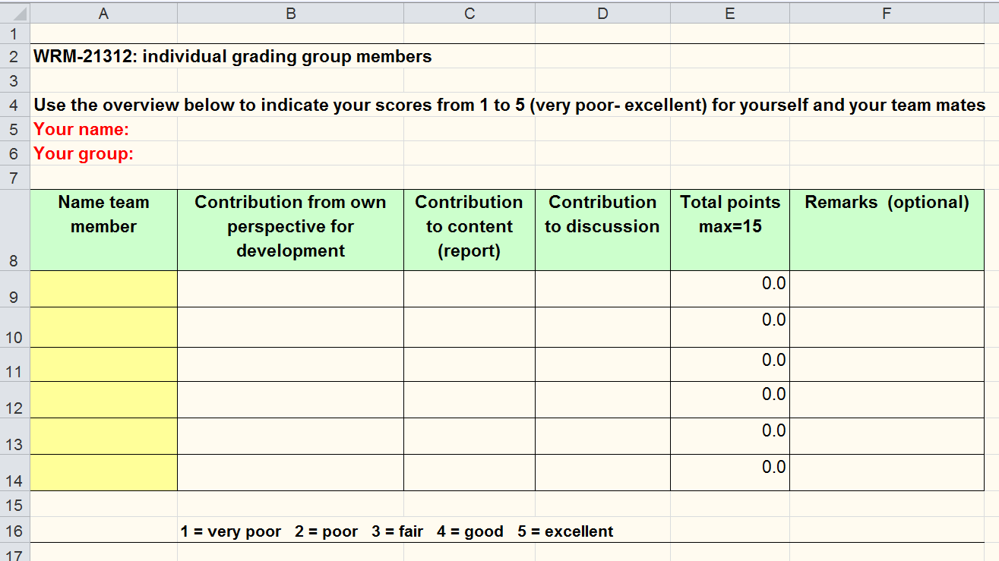 A B C D E F
1
2 WRM-21312: individual grading group members
3
4 Use the overview below to indicate your scores from 1 to 5 (very poor- excellent) for yourself and your team mates
5 Your name:
6 Your group:
7
Name team Contribution from own Contribution Contribution Total points Remarks (optional)
member perspective for to content to discussion max=15
development (report)
8
9 0.0
10 0.0
11 0.0
12 0.0
13 0.0
14 0.0
15
16 1 = very poor 2 = poor 3 = fair 4 = good 5 = excellent
17